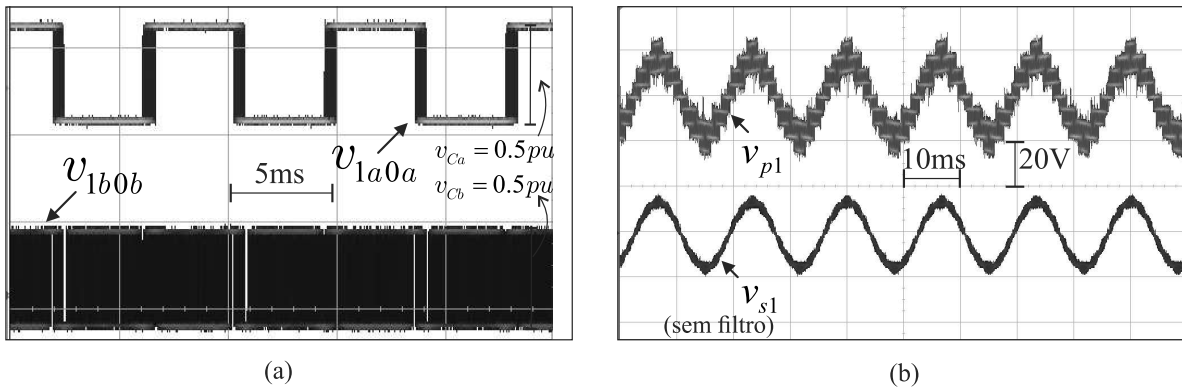 v1b0b
5ms
v1a0a
vCa = 0.5pu
vCb = 0.5pu
(a)
vp1
10ms
20V
vs1
(sem filtro)
(b)